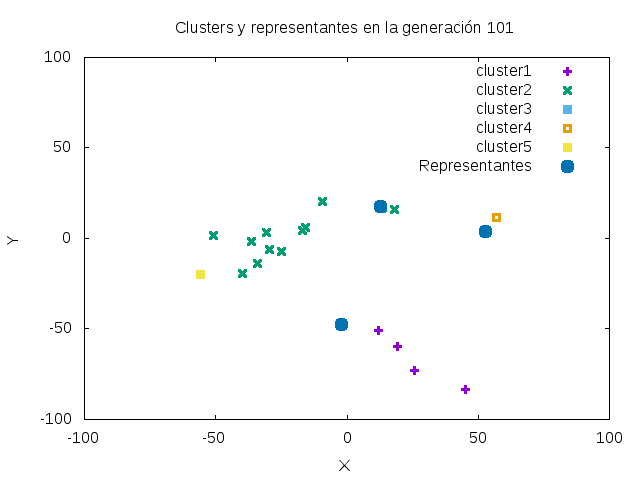 Clusters y representantes en la generación 101
100
50
0
-50
-100
-100
-50
0
50
100
Y
X
cluster1
cluster2
cluster3
cluster4
cluster5
Representantes